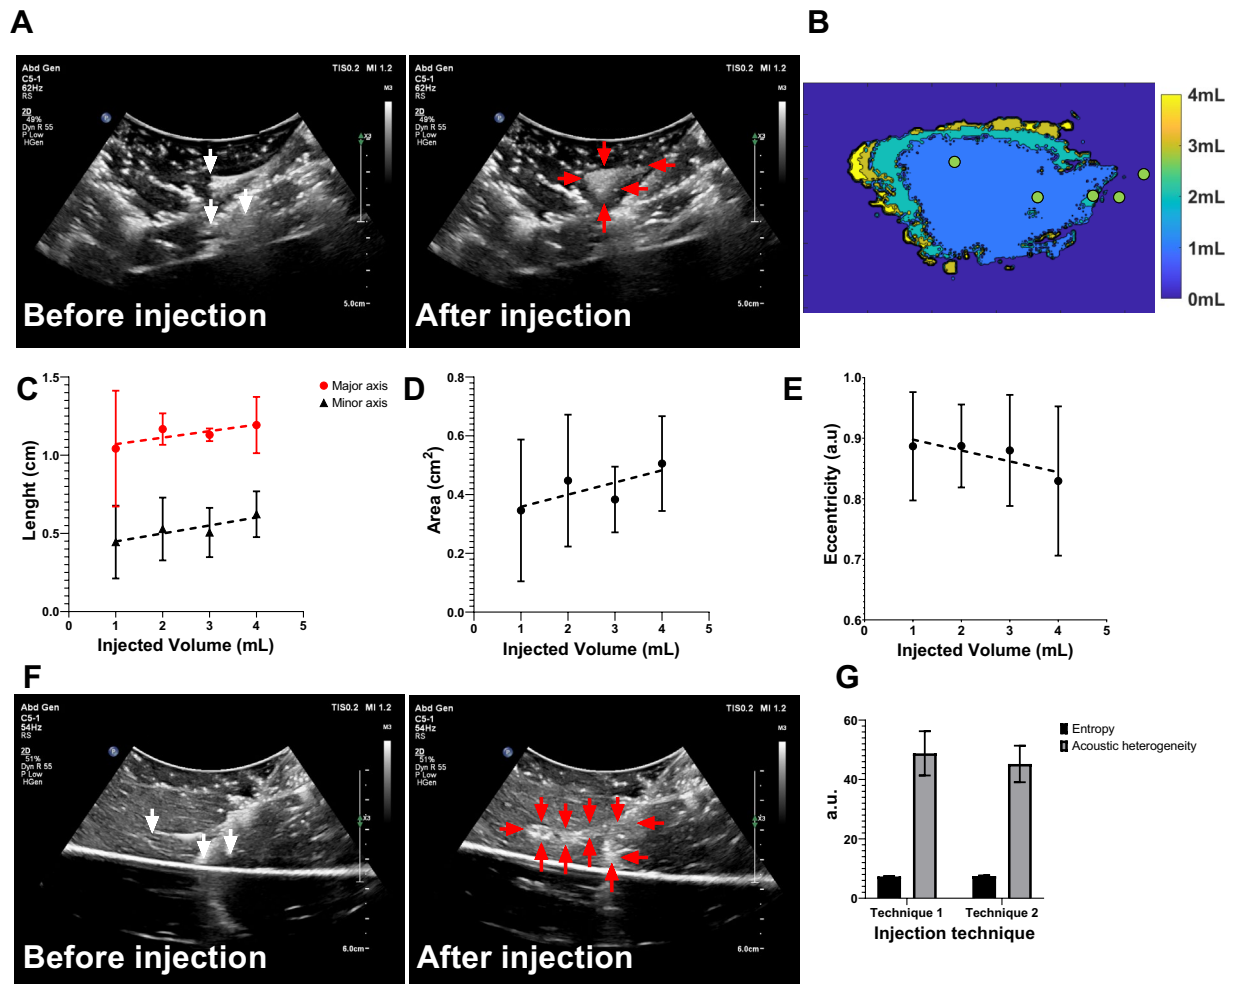 A
B
Abd Gen
C5-1
62Hz
RS
2D
49%
Dyn R 55
P Low
HGen
TIS0.2 MI 1.2
M3
x3
5.0cm
Before injection
Abd Gen
C5-1
62Hz
RS
2D
49%
Dyn R 55
P Low
HGen
TIS0.2 MI 1.2
M3
x3
5.0cm
After injection
4mL
3mL
2mL
1mL
0mL
C
1.5
1.0
0.5
0.0
0 1 2 3 4 5
Lenght (cm)
Injected Volume (mL)
Major axis
Minor axis
D
0.8
0.6
0.4
0.2
0.0
0 1 2 3 4 5
Area (cm²)
Injected Volume (mL)
E
1.0
0.9
0.8
0.7
0.6
0 1 2 3 4 5
Eccentricity (a.u)
Injected Volume (mL)
F
Abd Gen
C5-1
54Hz
RS
2D
51%
Dyn R 55
P Low
HGen
TIS0.2 MI 1.2
M3
x3
6.0cm
Before injection
Abd Gen
C5-1
54Hz
RS
2D
51%
Dyn R 55
P Low
HGen
TIS0.2 MI 1.2
M3
x3
6.0cm
After injection
G
60
40
20
0
a.u.
Technique 1 Technique 2
Injection technique
Entropy
Acoustic heterogeneity